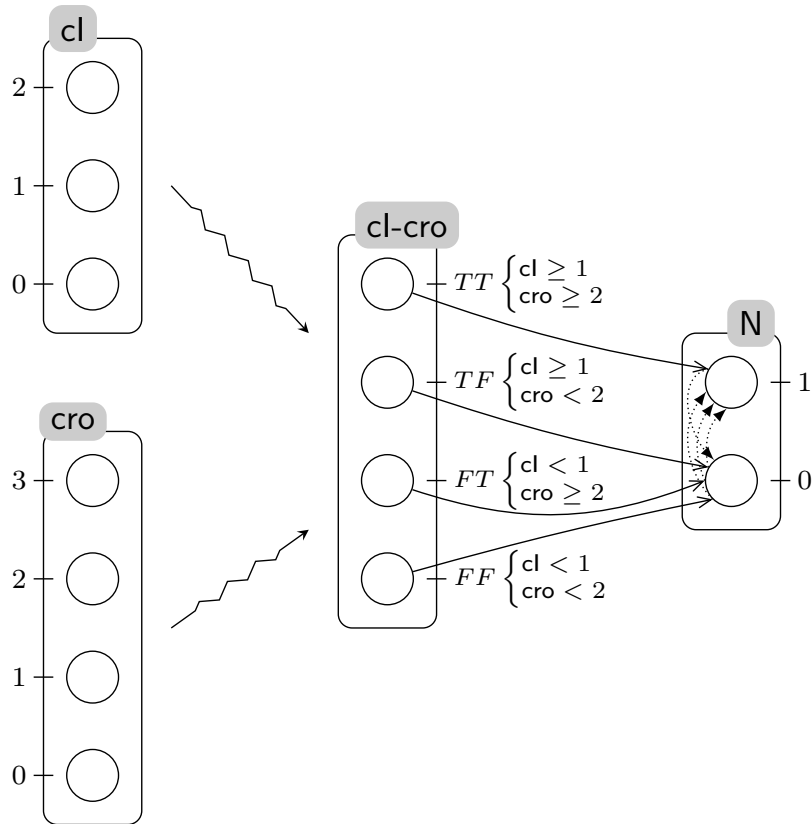 cl
2
1
0
cro
3
2
1
0
cl-cro
TT { cl ≥ 1
cro ≥ 2
TF { cl ≥ 1
cro < 2
FT { cl < 1
cro ≥ 2
FF { cl < 1
cro < 2
N
1
0